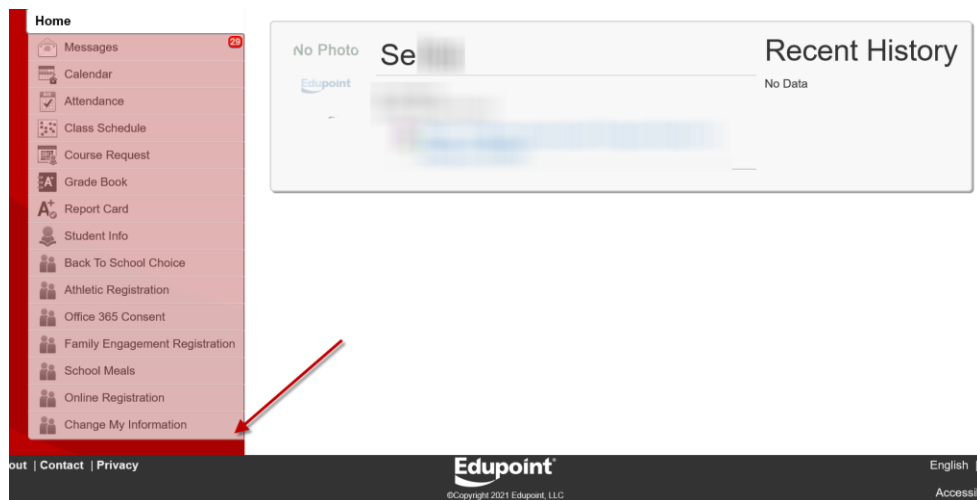 Home
Messages 29
Calendar
Attendance
Class Schedule
Course Request
Grade Book
Report Card
Student Info
Back To School Choice
Athletic Registration
Office 365 Consent
Family Engagement Registration
School Meals
Online Registration
Change My Information
No Photo
Edupoint
Se
Recent History
No Data
out | Contact | Privacy
Edupoint
©Copyright 2021 Edupoint, LLC
English |
Accessi